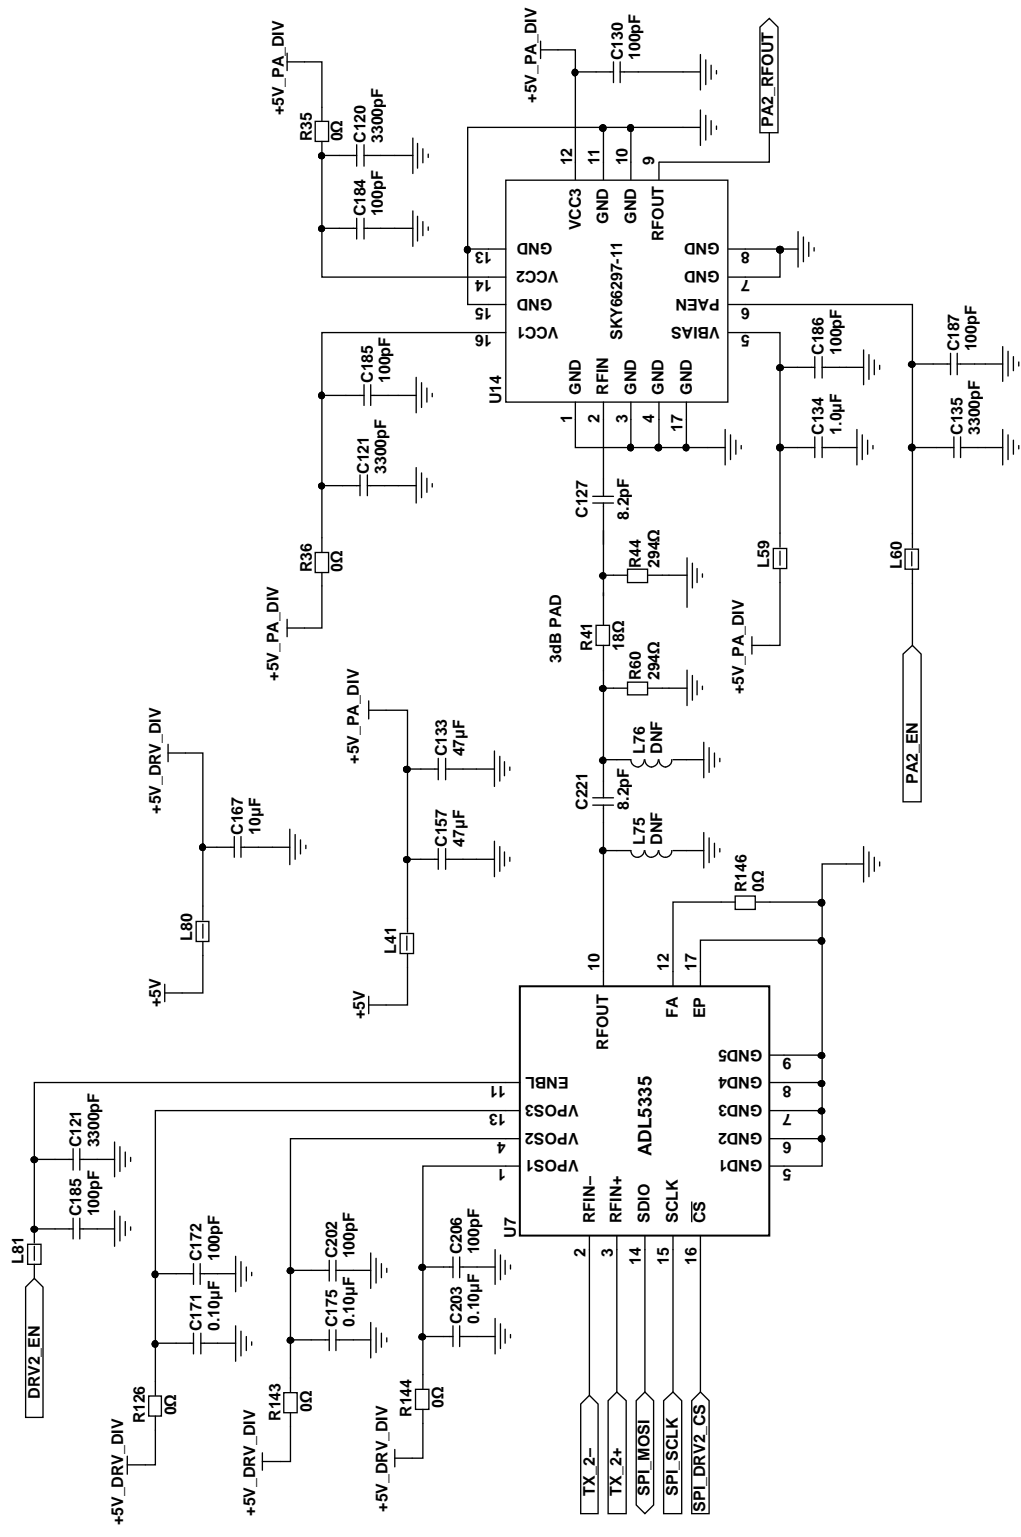 DRV2_EN
L81
C185
100pF
C121
3300pF
+5V_DRV_DIV
R126
0Ω
C171
0.10µF
C172
100pF
+5V_DRV_DIV
R143
0Ω
C175
0.10µF
C202
100pF
+5V_DRV_DIV
R144
0Ω
C203
0.10µF
C206
100pF
TX_2–
TX_2+
SPI_MOSI
SPI_SCLK
SPI_DRV2_CS
2
3
14
15
16
1
4
13
11
U7
VPOS1
VPOS2
VPOS3
ENBL
RFIN–
RFIN+
SDIO
SCLK
CS
ADL5335
RFOUT
FA
EP
GND1
GND2
GND3
GND4
GND5
5
6
7
8
9
10
12
17
R146
0Ω
+5V
L80
C167
10µF
+5V_DRV_DIV
+5V
L41
C157
47µF
C133
47µF
+5V_PA_DIV
L75
DNF
C221
8.2pF
L76
DNF
3dB PAD
R60
294Ω
R41
18Ω
R44
294Ω
C127
8.2pF
+5V_PA_DIV
R36
0Ω
C121
3300pF
C185
100pF
+5V_PA_DIV
R35
0Ω
C120
3300pF
C184
100pF
+5V_PA_DIV
C130
100pF
PA2_RFOUT
U14
1
2
3
4
17
GND
RFIN
GND
GND
GND
16
15
14
13
VCC1
GND
VCC2
GND
SKY66297-11
VCC3
GND
GND
RFOUT
12
11
10
9
VBIAS
PAEN
GND
GND
5
6
7
8
+5V_PA_DIV
L59
C134
1.0µF
C186
100pF
PA2_EN
L60
C135
3300pF
C187
100pF